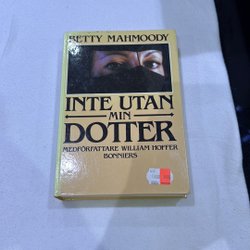 BETTY MAHMOODY
INTE UTAN
MIN
DOTTER
MEDFÖRFATTARE WILLIAM HOFFER
BONNIERS